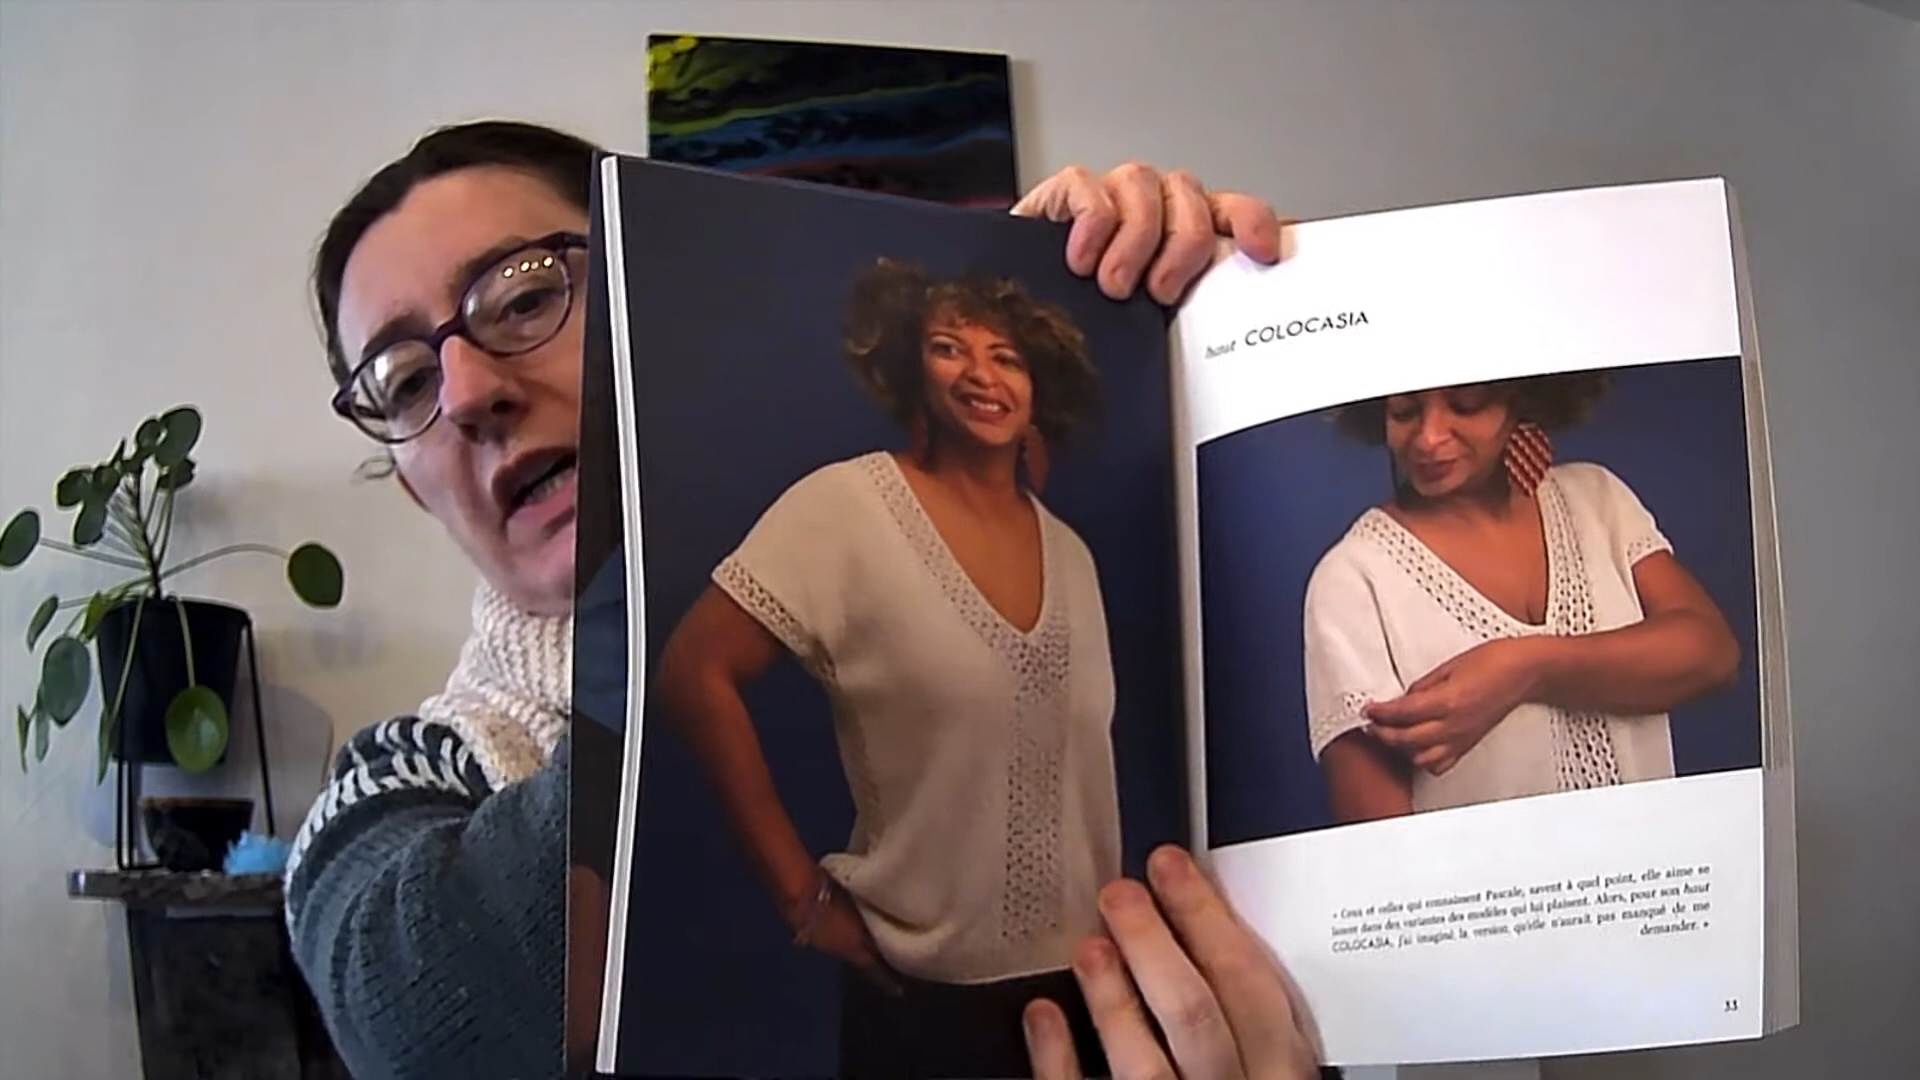 haut COLOCASIA
« Ceux et celles qui connaissent Pascale, savent à quel point, elle aime se
lancer dans des variantes des modèles qui lui plaisent. Alors, pour son haut
COLOCASIA, j'ai imaginé la version qu'elle n'aurait pas manqué de me
demander. »
33